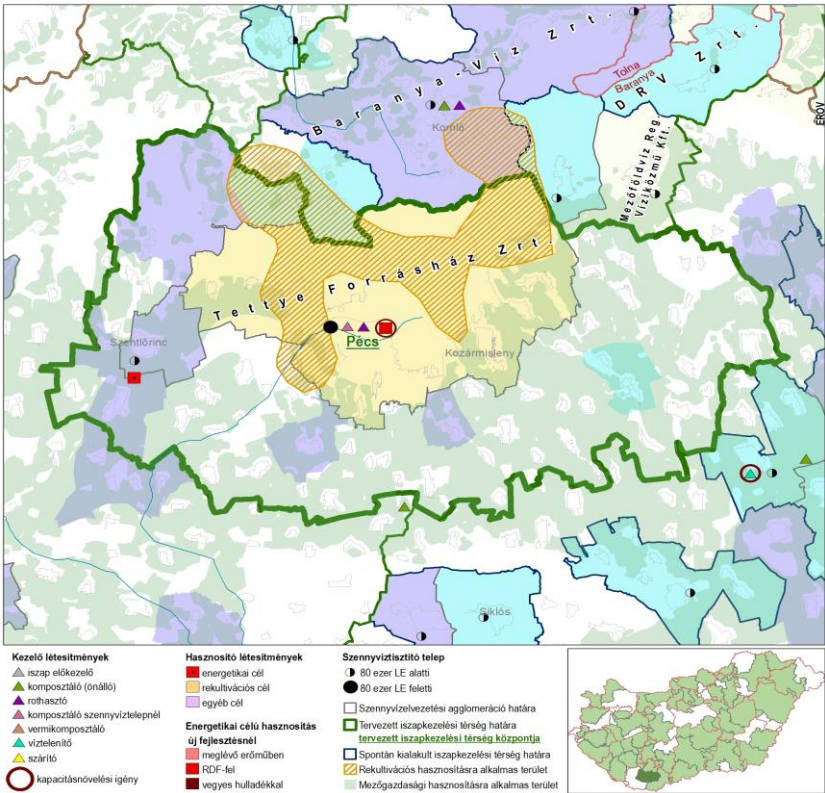 Baranya-Víz Zrt.
Tolna
Baranya
DRV Zrt.
ÉRÖV
Komló
Mezőföldvíz Reg.
Víziközmű Kft.
Tettye Forrásház Zrt.
Szentlőrinc
Pécs
Kozármisleny
Siklós
Kezelő létesítmények
iszap előkezelő
komposztáló (önálló)
rothasztó
komposztáló szennyvíztelepnél
vermikomposztáló
víztelenítő
szárító
kapacitásnövelési igény
Hasznosító létesítmények
energetikai cél
rekultivációs cél
egyéb cél
Energetikai célú hasznosítás
új fejlesztésnél
meglévő erőműben
RDF-fel
vegyes hulladékkal
Szennyvíztisztító telep
80 ezer LE alatti
80 ezer LE feletti
Szennyvízelvezetési agglomeráció határa
Tervezett iszapkezelési térség határa
tervezett iszapkezelési térség központja
Spontán kialakult iszapkezelési térség határa
Rekultivációs hasznosításra alkalmas terület
Mezőgazdasági hasznosításra alkalmas terület